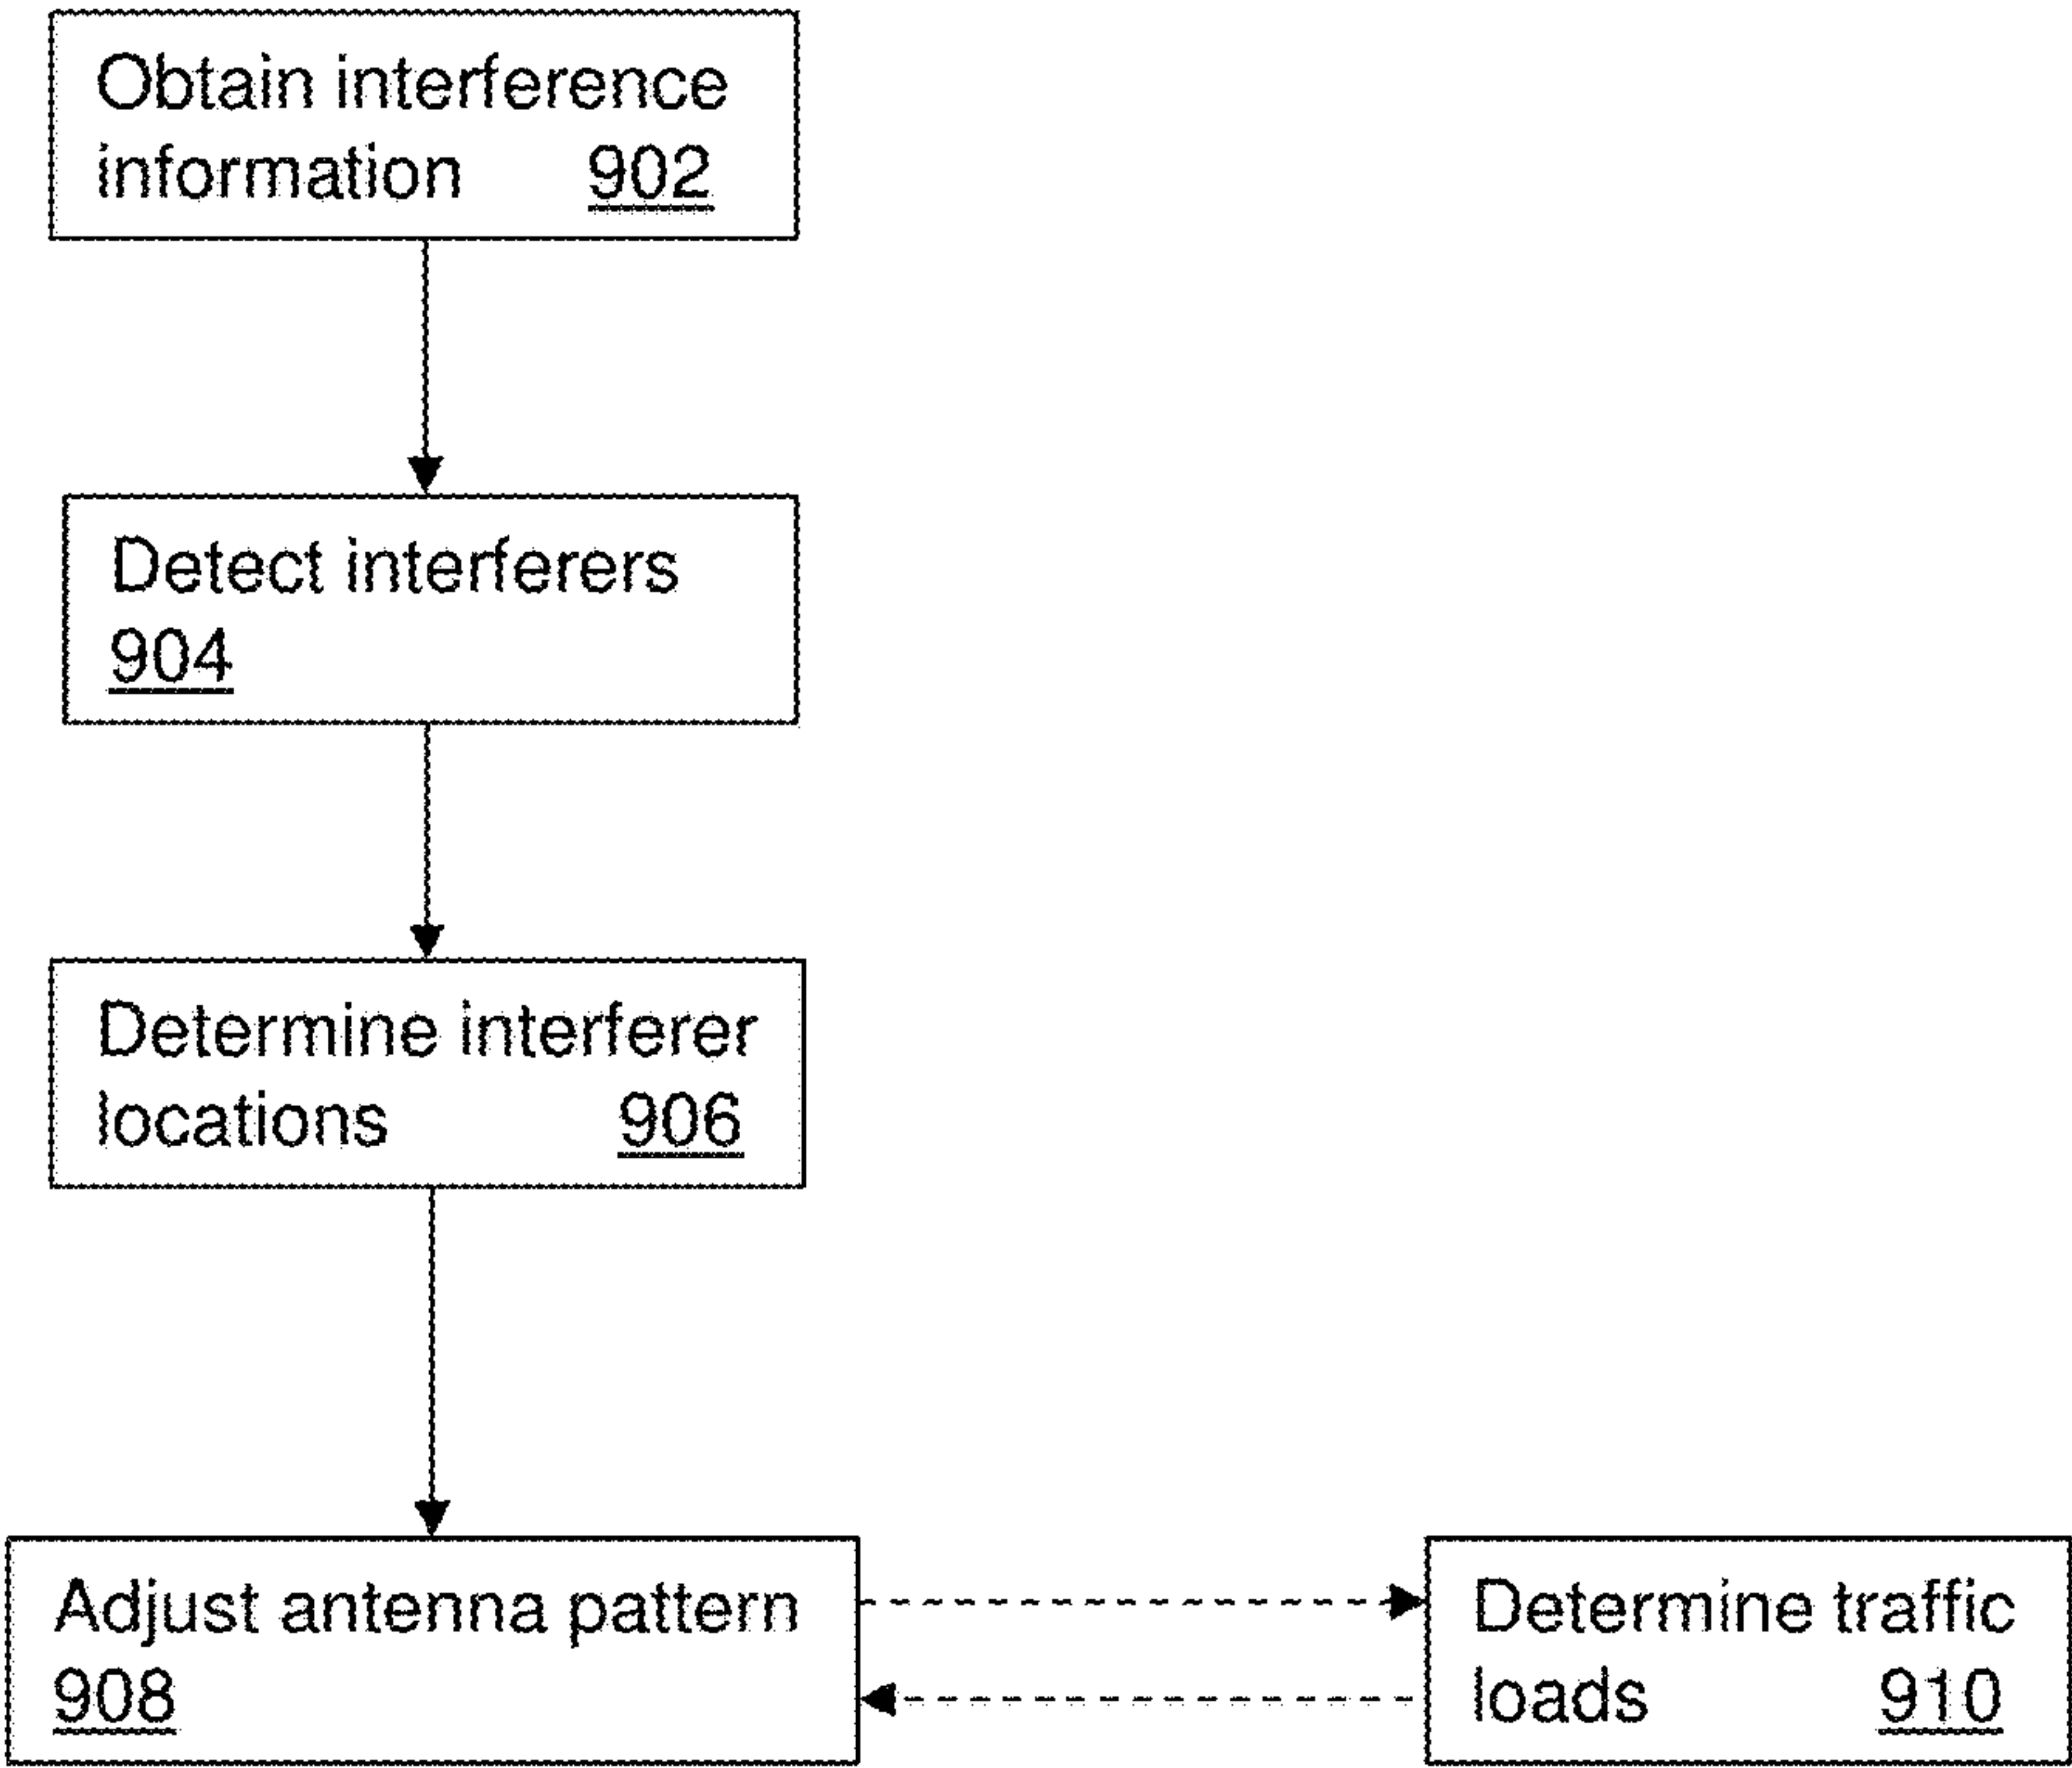 Obtain interference
information 902
Detect interferers
904
Determine interferer
locations 906
Adjust antenna pattern
908
Determine traffic
loads 910